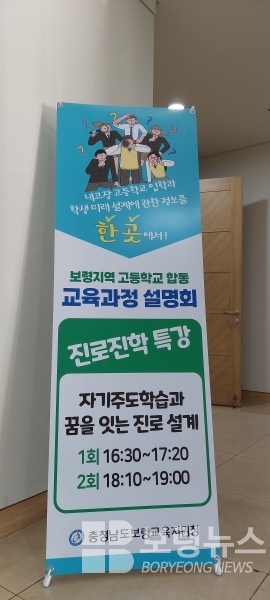 내고장 고등학교 입학과
학생 미래 설계에 관한 정보를
한 곳에서!
보령지역 고등학교 합동
교육과정 설명회
진로진학 특강
자기주도학습과
꿈을 잇는 진로 설계
1회 16:30~17:20
2회 18:10~19:00
충청남도보령교육지원청
보령뉴스
BORYEONG NEWS